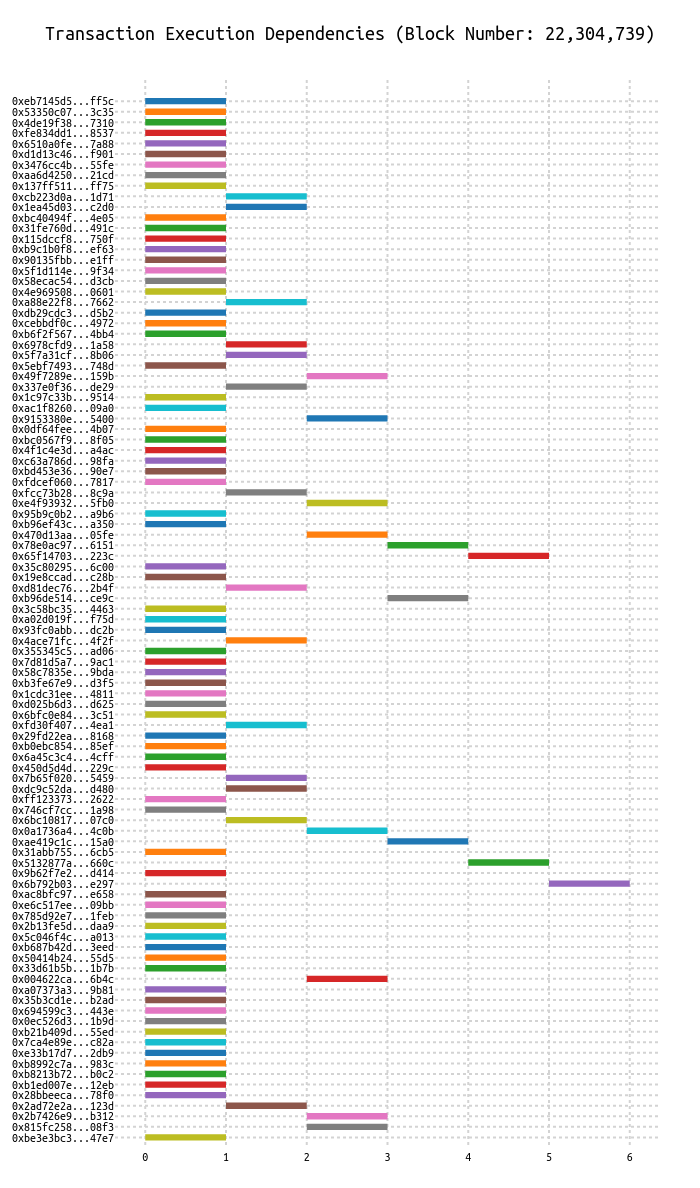 Transaction Execution Dependencies (Block Number: 22,304,739)
0xeb7145d5...ff5c
0x53350c07...3c35
0x4de19f38...7310
0xfe834dd1...8537
0x6510a0fe...7a88
0xd1d13c46...f901
0x3476cc4b...55fe
0xaa6d4250...21cd
0x137ff511...ff75
0xcb223d0a...1d71
0x1ea45d03...c2d0
0xbc40494f...4e05
0x31fe760d...491c
0x115dccf8...750f
0xb9c1b0f8...ef63
0x90135fbb...e1ff
0x5f1d114e...9f34
0x58ecac54...d3cb
0x4e969508...0601
0xa88e22f8...7662
0xdb29cdc3...d5b2
0xcebbdf0c...4972
0xb6f2f567...4bb4
0x6978cfd9...1a58
0x5f7a31cf...8b06
0x5ebf7493...748d
0x49f7289e...159b
0x337e0f36...de29
0x1c97c33b...9514
0xac1f8260...09a0
0x9153380e...5400
0x0df64fee...4b07
0xbc0567f9...8f05
0x4f1c4e3d...a4ac
0xc63a786d...98fa
0xbd453e36...90e7
0xfdcef060...7817
0xfcc73b28...8c9a
0xe4f93932...5fb0
0x95b9c0b2...a9b6
0xb96ef43c...a350
0x470d13aa...05fe
0x78e0ac97...6151
0x65f14703...223c
0x35c80295...6c00
0x19e8ccad...c28b
0xd81dec76...2b4f
0xb96de514...ce9c
0x3c58bc35...4463
0xa02d019f...f75d
0x93fc0abb...dc2b
0x4ace71fc...4f2f
0x355345c5...ad06
0x7d81d5a7...9ac1
0x58c7835e...9bda
0xb3fe67e9...d3f5
0x1cdc31ee...4811
0xd025b6d3...d625
0x6bfc0e84...3c51
0xfd30f407...4ea1
0x29fd22ea...8168
0xb0ebc854...85ef
0x6a45c3c4...4cff
0x450d5d4d...229c
0x7b65f020...5459
0xdc9c52da...d480
0xff123373...2622
0x746cf7cc...1a98
0x6bc10817...07c0
0x0a1736a4...4c0b
0xae419c1c...15a0
0x31abb755...6cb5
0x5132877a...660c
0x9b62f7e2...d414
0x6b792b03...e297
0xac8bfc97...e658
0xe6c517ee...09bb
0x785d92e7...1feb
0x2b13fe5d...daa9
0x5c046f4c...a013
0xb687b42d...3eed
0x50414b24...55d5
0x33d61b5b...1b7b
0x004622ca...6b4c
0xa07373a3...9b81
0x35b3cd1e...b2ad
0x694599c3...443e
0x0ec526d3...1b9d
0xb21b409d...55ed
0x7ca4e89e...c82a
0xe33b17d7...2db9
0xb8992c7a...983c
0xb8213b72...b0c2
0xb1ed007e...12eb
0x28bbeeca...78f0
0x2ad72e2a...123d
0x2b7426e9...b312
0x815fc258...08f3
0xbe3e3bc3...47e7
0 1 2 3 4 5 6